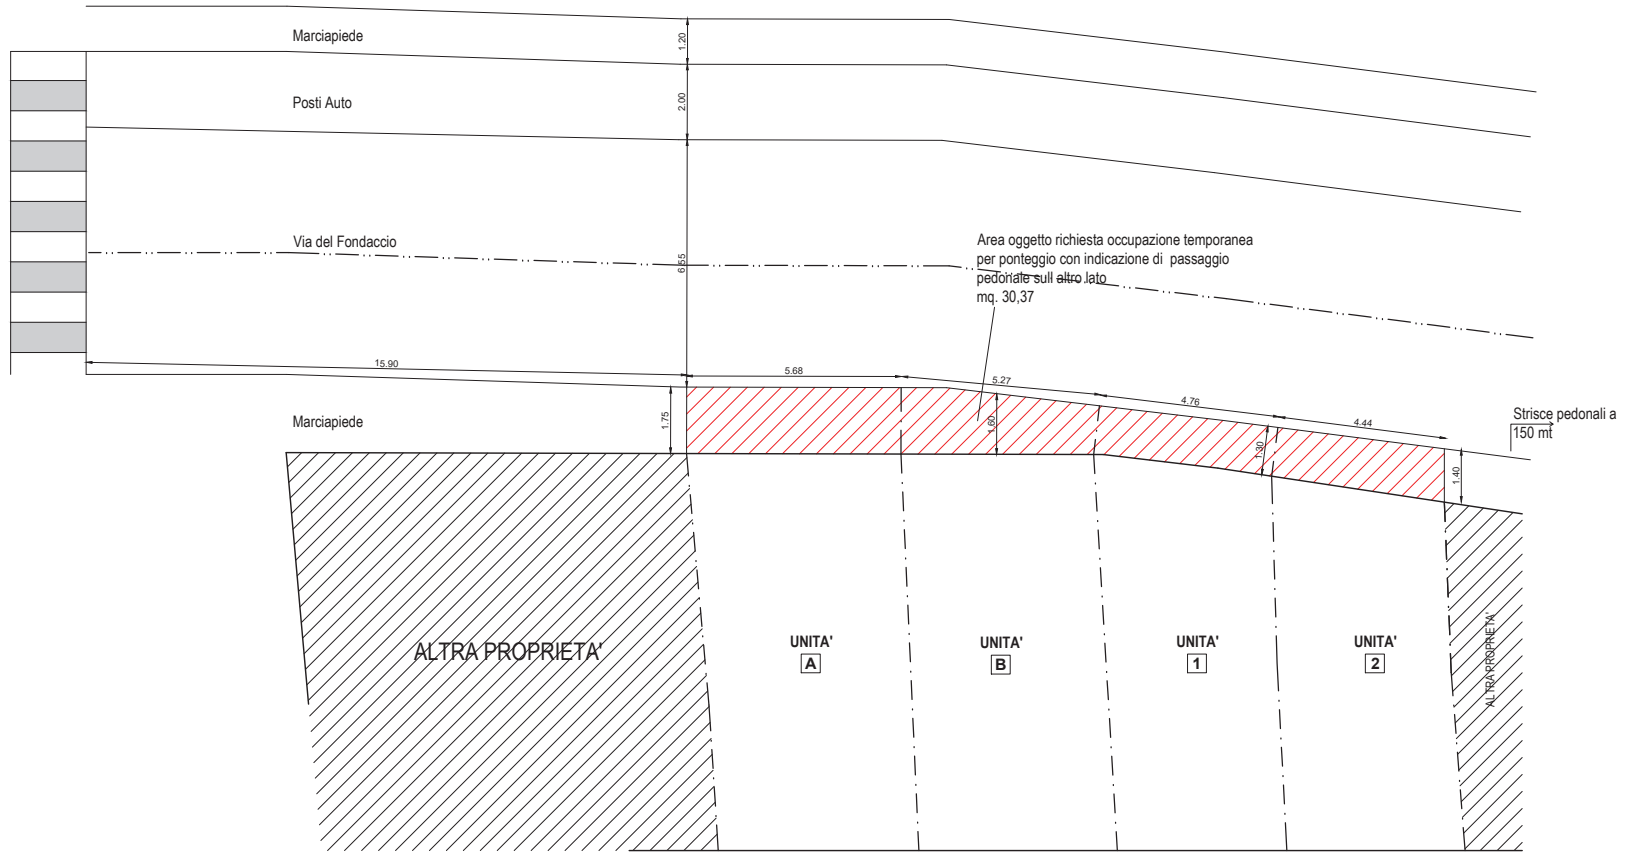 Marciapiede
1.20
Posti Auto
2.00
Via del Fondaccio
6.55
Area oggetto richiesta occupazione temporanea
per ponteggio con indicazione di passaggio
pedonale sull altro lato
mq. 30,37
15.90
5.68
5.27
4.76
4.44
Marciapiede
1.75
1.60
1.30
1.40
Strisce pedonali a
150 mt
ALTRA PROPRIETA'
UNITA'
A
UNITA'
B
UNITA'
1
UNITA'
2
ALTRA PROPRIETA'